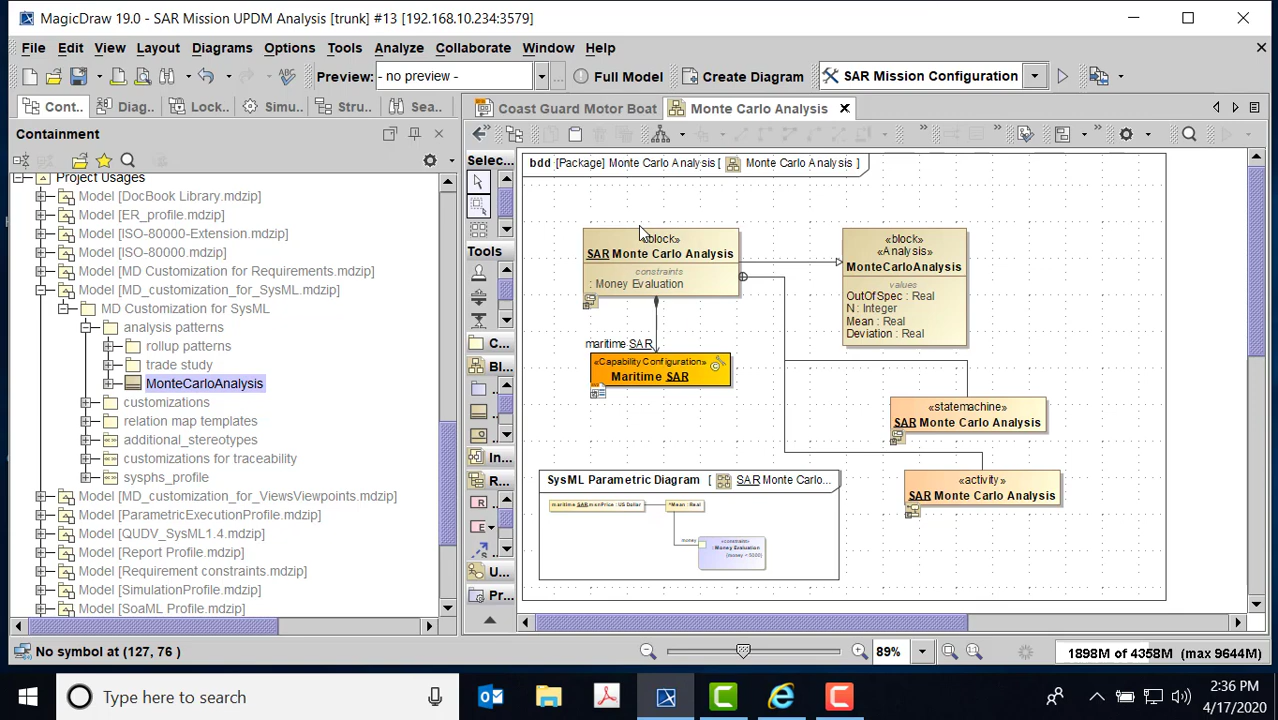 MagicDraw 19.0 - SAR Mission UPDM Analysis [trunk] #13 [192.168.10.234:3579]
File Edit View Layout Diagrams Options Tools Analyze Collaborate Window Help
Preview: - no preview - Full Model Create Diagram SAR Mission Configuration
Cont... Diag... Lock... Simu... Stru... Sea...
Coast Guard Motor Boat Monte Carlo Analysis
Containment
Project Usages
Model [DocBook Library.mdzip]
Model [ER_profile.mdzip]
Model [ISO-80000-Extension.mdzip]
Model [ISO-80000.mdzip]
Model [MD Customization for Requirements.mdzip]
Model [MD_customization_for_SysML.mdzip]
MD Customization for SysML
analysis patterns
rollup patterns
trade study
MonteCarloAnalysis
customizations
relation map templates
additional_stereotypes
customizations for traceability
sysphs_profile
Model [MD_customization_for_ViewsViewpoints.mdzip]
Model [ParametricExecutionProfile.mdzip]
Model [QUDV_SysML1.4.mdzip]
Model [Report Profile.mdzip]
Model [Requirement constraints.mdzip]
Model [SimulationProfile.mdzip]
Model [SoaML Profile.mdzip]
Selec...
Tools
C...
Bl...
In...
R...
E...
U...
Pr...
bdd [Package] Monte Carlo Analysis [ Monte Carlo Analysis ]
«block»
SAR Monte Carlo Analysis
constraints
: Money Evaluation
«block»
«Analysis»
MonteCarloAnalysis
values
OutOfSpec : Real
N : Integer
Mean : Real
Deviation : Real
maritime SAR
«Capability Configuration»
Maritime SAR
«statemachine»
SAR Monte Carlo Analysis
«activity»
SAR Monte Carlo Analysis
SysML Parametric Diagram [ SAR Monte Carlo...
^Mean : Real
money
«constraint»
: Money Evaluation
No symbol at (127, 76 )
89%
1898M of 4358M (max 9644M)
Type here to search
2:36 PM
4/17/2020